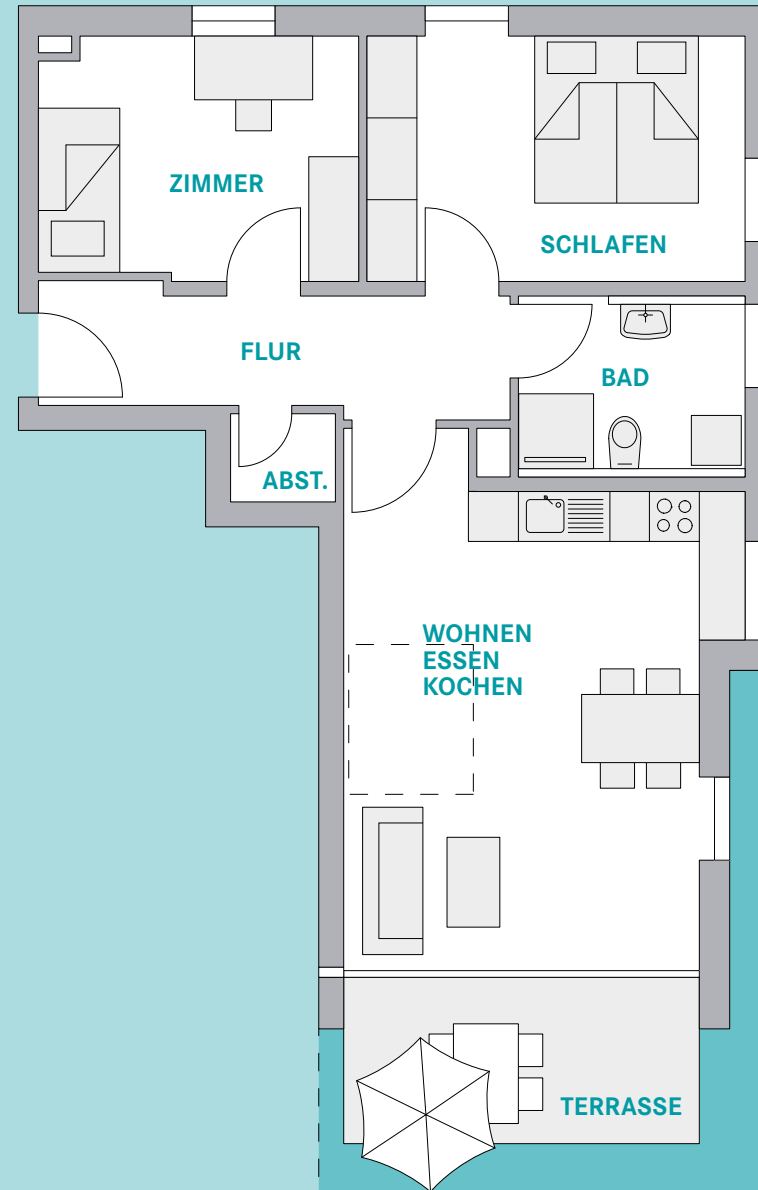 ZIMMER
SCHLAFEN
FLUR
BAD
ABST.
WOHNEN
ESSEN
KOCHEN
TERRASSE